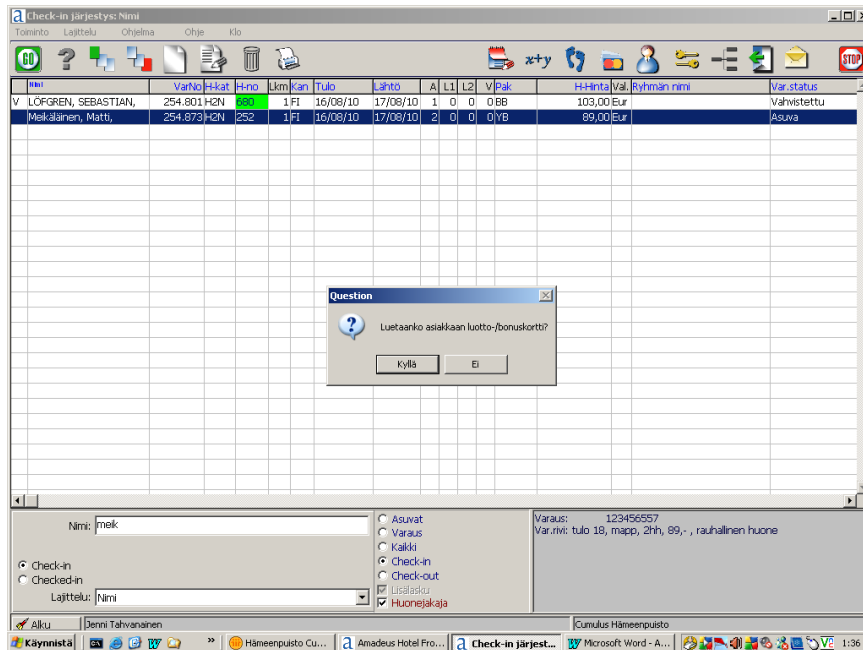 a Check-in järjestys: Nimi
Toiminto Lajittelu Ohjelma Ohje Klo
GO ? x+y STOP
Nimi VarNo H-kat H-no Lkm Kan Tulo Lähtö A L1 L2 V Pak H-Hinta Val. Ryhmän nimi Var.status
V LÖFGREN, SEBASTIAN, 254.801 H2N 680 1 FI 16/08/10 17/08/10 1 0 0 0 BB 103,00 Eur Vahvistettu
Meikäläinen, Matti, 254.873 H2N 252 1 FI 16/08/10 17/08/10 2 0 0 0 YB 89,00 Eur Asuva
Question
Luetaanko asiakkaan luotto-/bonuskortti?
Kyllä Ei
Nimi: meik
Check-in
Checked-in
Lajittelu: Nimi
Asuvat
Varaus
Kaikki
Check-in
Check-out
Lisälasku
Huonejakaja
Varaus: 123456557
Var.rivi: tulo 18, mapp, 2hh, 89,- , rauhallinen huone
Alku Jenni Tahvanainen Cumulus Hämeenpuisto
Käynnistä » Hämeenpuisto Cu... a Amadeus Hotel Fro... a Check-in järjest... W Microsoft Word - A... 1:36